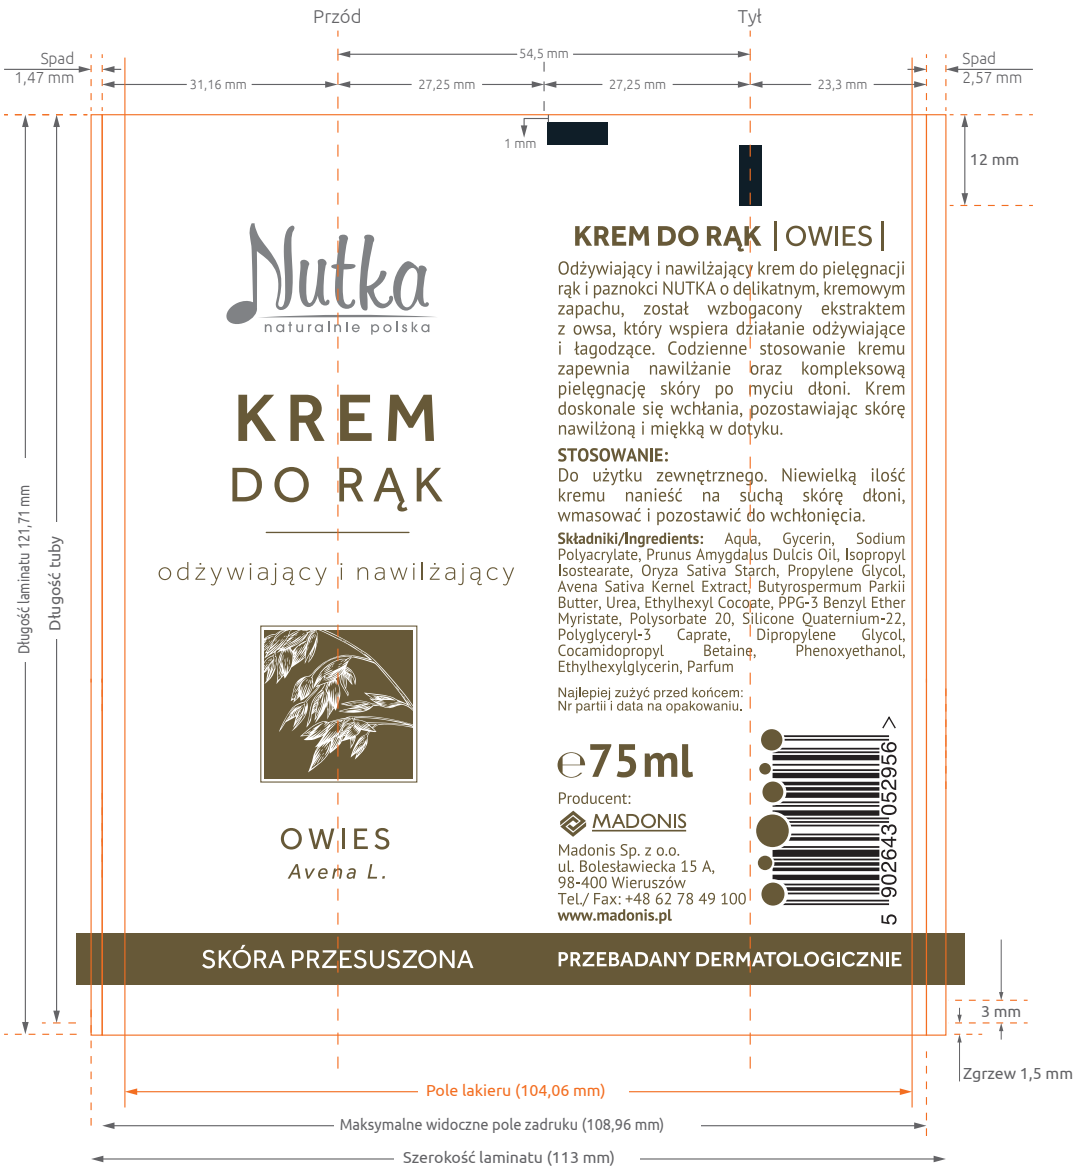 Przód
Tył
54,5 mm
Spad
1,47 mm
31,16 mm
27,25 mm
27,25 mm
23,3 mm
Spad
2,57 mm
1 mm
12 mm
Długość laminatu 121,71 mm
Długość tuby
Nutka
naturalnie polska
KREM
DO RĄK
odżywiający i nawilżający
OWIES
Avena L.
SKÓRA PRZESUSZONA
KREM DO RĄK | OWIES |
Odżywiający i nawilżający krem do pielęgnacji
rąk i paznokci NUTKA o delikatnym, kremowym
zapachu, został wzbogacony ekstraktem
z owsa, który wspiera działanie odżywiające
i łagodzące. Codzienne stosowanie kremu
zapewnia nawilżanie oraz kompleksową
pielęgnację skóry po myciu dłoni. Krem
doskonale się wchłania, pozostawiając skórę
nawilżoną i miękką w dotyku.
STOSOWANIE:
Do użytku zewnętrznego. Niewielką ilość
kremu nanieść na suchą skórę dłoni,
wmasować i pozostawić do wchłonięcia.
Składniki/Ingredients: Aqua, Gycerin, Sodium
Polyacrylate, Prunus Amygdalus Dulcis Oil, Isopropyl
Isostearate, Oryza Sativa Starch, Propylene Glycol,
Avena Sativa Kernel Extract, Butyrospermum Parkii
Butter, Urea, Ethylhexyl Cocoate, PPG-3 Benzyl Ether
Myristate, Polysorbate 20, Silicone Quaternium-22,
Polyglyceryl-3 Caprate, Dipropylene Glycol,
Cocamidopropyl Betaine, Phenoxyethanol,
Ethylhexylglycerin, Parfum
Najlepiej zużyć przed końcem:
Nr partii i data na opakowaniu.
℮75ml
Producent:
MADONIS
Madonis Sp. z o.o.
ul. Bolesławiecka 15 A,
98-400 Wieruszów
Tel./ Fax: +48 62 78 49 100
www.madonis.pl
5 902643 052956 >
PRZEBADANY DERMATOLOGICZNIE
3 mm
Zgrzew 1,5 mm
Pole lakieru (104,06 mm)
Maksymalne widoczne pole zadruku (108,96 mm)
Szerokość laminatu (113 mm)